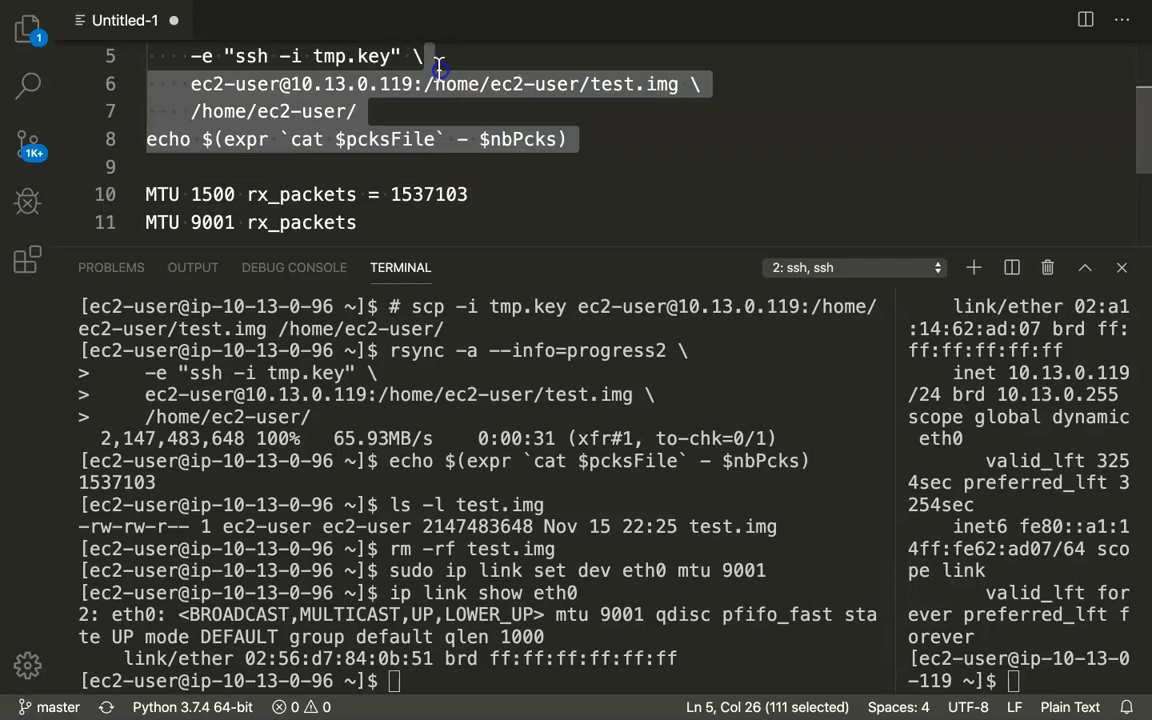 Untitled-1
1
5 -e "ssh -i tmp.key" \
6 ec2-user@10.13.0.119:/home/ec2-user/test.img \
7 /home/ec2-user/
8 echo $(expr `cat $pcksFile` - $nbPcks)
9
10 MTU 1500 rx_packets = 1537103
11 MTU 9001 rx_packets
1K+
PROBLEMS OUTPUT DEBUG CONSOLE TERMINAL 2: ssh, ssh
[ec2-user@ip-10-13-0-96 ~]$ # scp -i tmp.key ec2-user@10.13.0.119:/home/
ec2-user/test.img /home/ec2-user/
[ec2-user@ip-10-13-0-96 ~]$ rsync -a --info=progress2 \
> -e "ssh -i tmp.key" \
> ec2-user@10.13.0.119:/home/ec2-user/test.img \
> /home/ec2-user/
2,147,483,648 100% 65.93MB/s 0:00:31 (xfr#1, to-chk=0/1)
[ec2-user@ip-10-13-0-96 ~]$ echo $(expr `cat $pcksFile` - $nbPcks)
1537103
[ec2-user@ip-10-13-0-96 ~]$ ls -l test.img
-rw-rw-r-- 1 ec2-user ec2-user 2147483648 Nov 15 22:25 test.img
[ec2-user@ip-10-13-0-96 ~]$ rm -rf test.img
[ec2-user@ip-10-13-0-96 ~]$ sudo ip link set dev eth0 mtu 9001
[ec2-user@ip-10-13-0-96 ~]$ ip link show eth0
2: eth0: <BROADCAST,MULTICAST,UP,LOWER_UP> mtu 9001 qdisc pfifo_fast sta
te UP mode DEFAULT group default qlen 1000
link/ether 02:56:d7:84:0b:51 brd ff:ff:ff:ff:ff:ff
[ec2-user@ip-10-13-0-96 ~]$
link/ether 02:a1
:14:62:ad:07 brd ff:
ff:ff:ff:ff:ff
inet 10.13.0.119
/24 brd 10.13.0.255
scope global dynamic
eth0
valid_lft 325
4sec preferred_lft 3
254sec
inet6 fe80::a1:1
4ff:fe62:ad07/64 sco
pe link
valid_lft for
ever preferred_lft f
orever
[ec2-user@ip-10-13-0
-119 ~]$
master Python 3.7.4 64-bit 0 0 Ln 5, Col 26 (111 selected) Spaces: 4 UTF-8 LF Plain Text